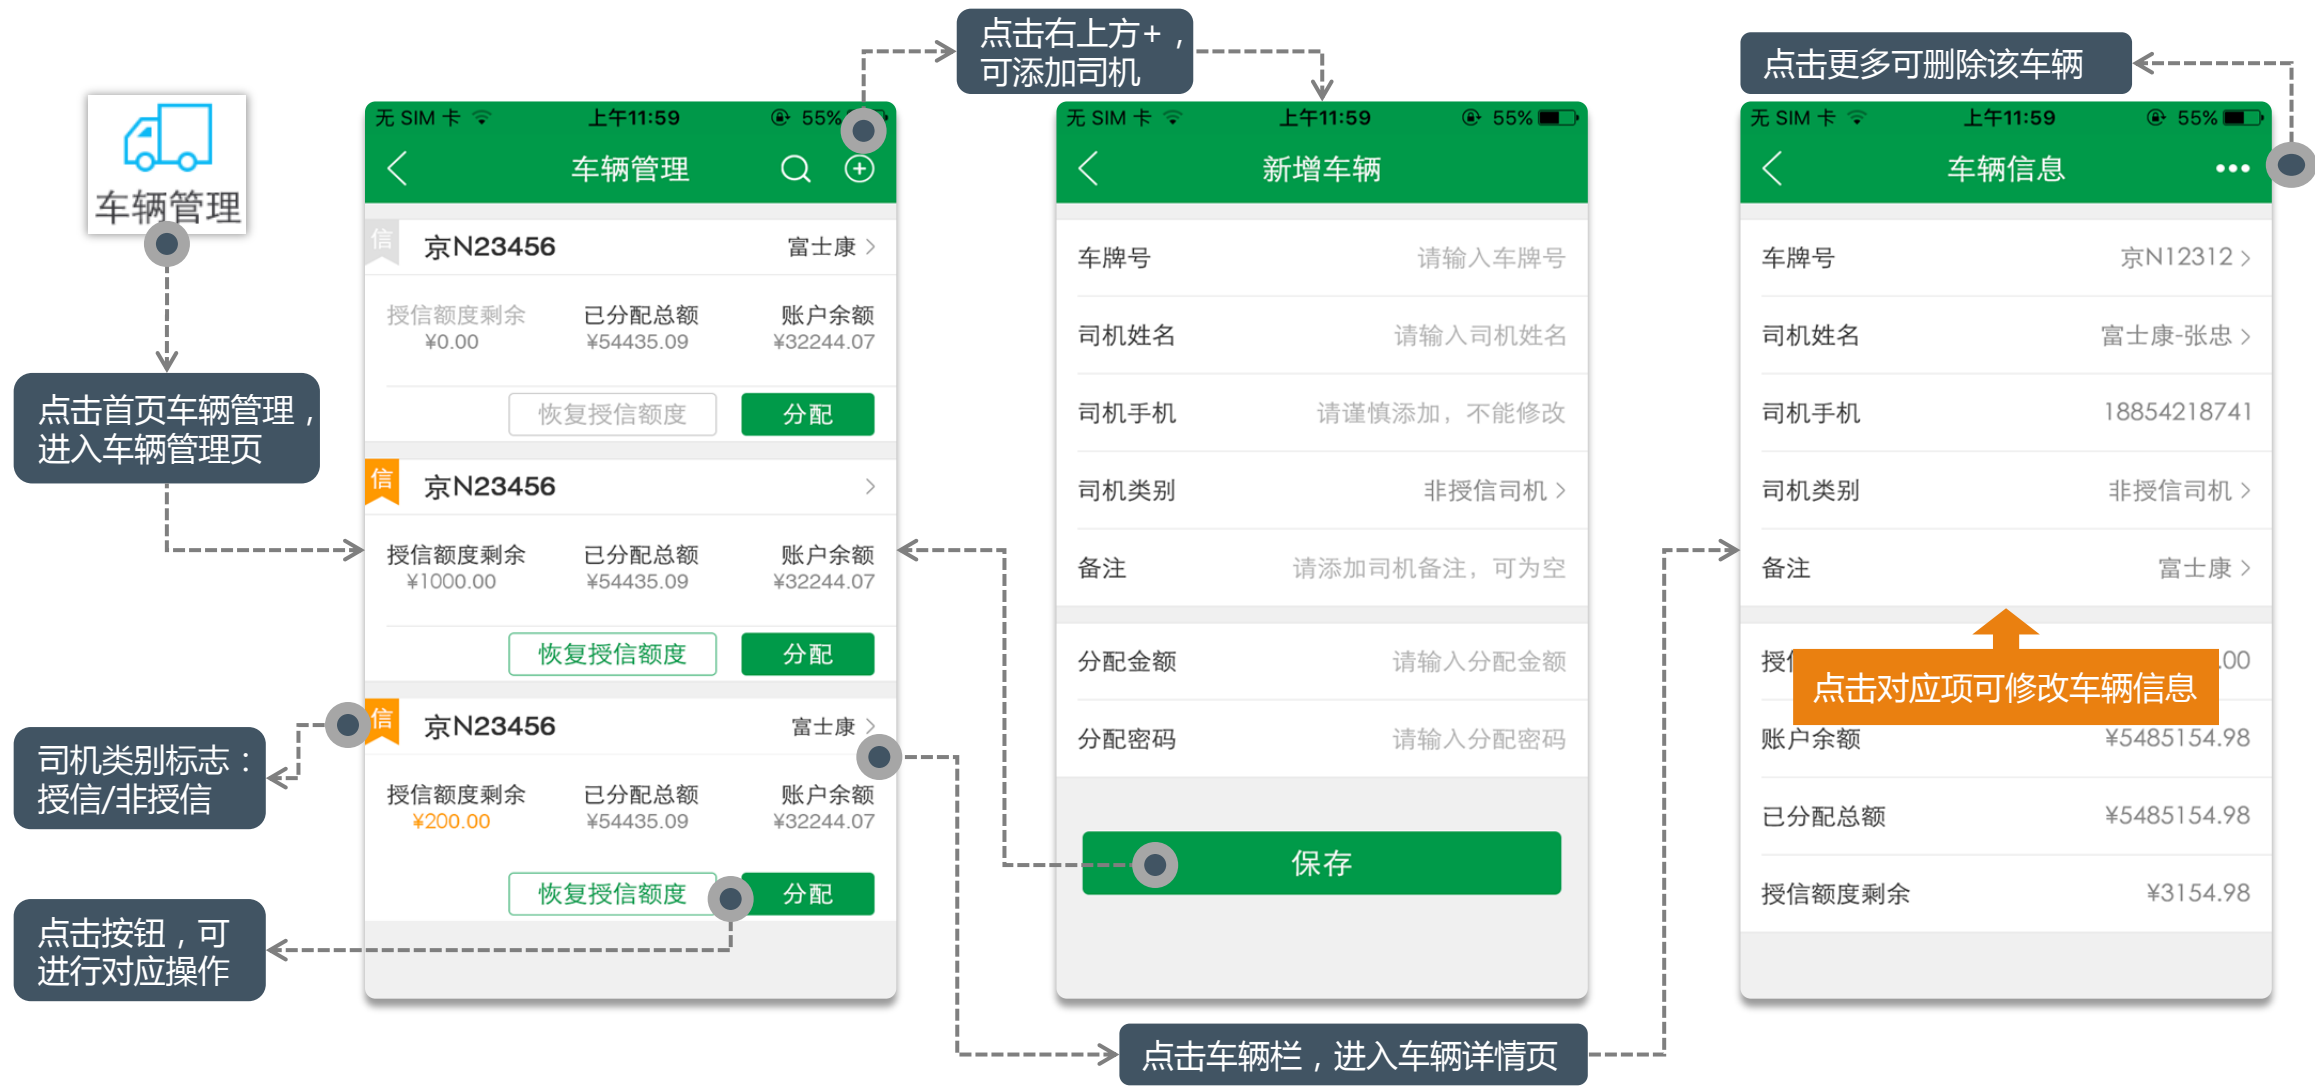 车辆管理
点击首页车辆管理，
进入车辆管理页
司机类别标志：
授信/非授信
点击按钮，可
进行对应操作
点击右上方+，
可添加司机
无 SIM 卡 上午11:59 55%
车辆管理
信 京N23456 富士康
授信额度剩余 已分配总额 账户余额
¥0.00 ¥54435.09 ¥32244.07
恢复授信额度 分配
信 京N23456
授信额度剩余 已分配总额 账户余额
¥1000.00 ¥54435.09 ¥32244.07
恢复授信额度 分配
信 京N23456 富士康
授信额度剩余 已分配总额 账户余额
¥200.00 ¥54435.09 ¥32244.07
恢复授信额度 分配
无 SIM 卡 上午11:59 55%
新增车辆
车牌号 请输入车牌号
司机姓名 请输入司机姓名
司机手机 请谨慎添加，不能修改
司机类别 非授信司机
备注 请添加司机备注，可为空
分配金额 请输入分配金额
分配密码 请输入分配密码
保存
点击车辆栏，进入车辆详情页
点击更多可删除该车辆
无 SIM 卡 上午11:59 55%
车辆信息
车牌号 京N12312
司机姓名 富士康-张忠
司机手机 18854218741
司机类别 非授信司机
备注 富士康
授 .00
点击对应项可修改车辆信息
账户余额 ¥5485154.98
已分配总额 ¥5485154.98
授信额度剩余 ¥3154.98